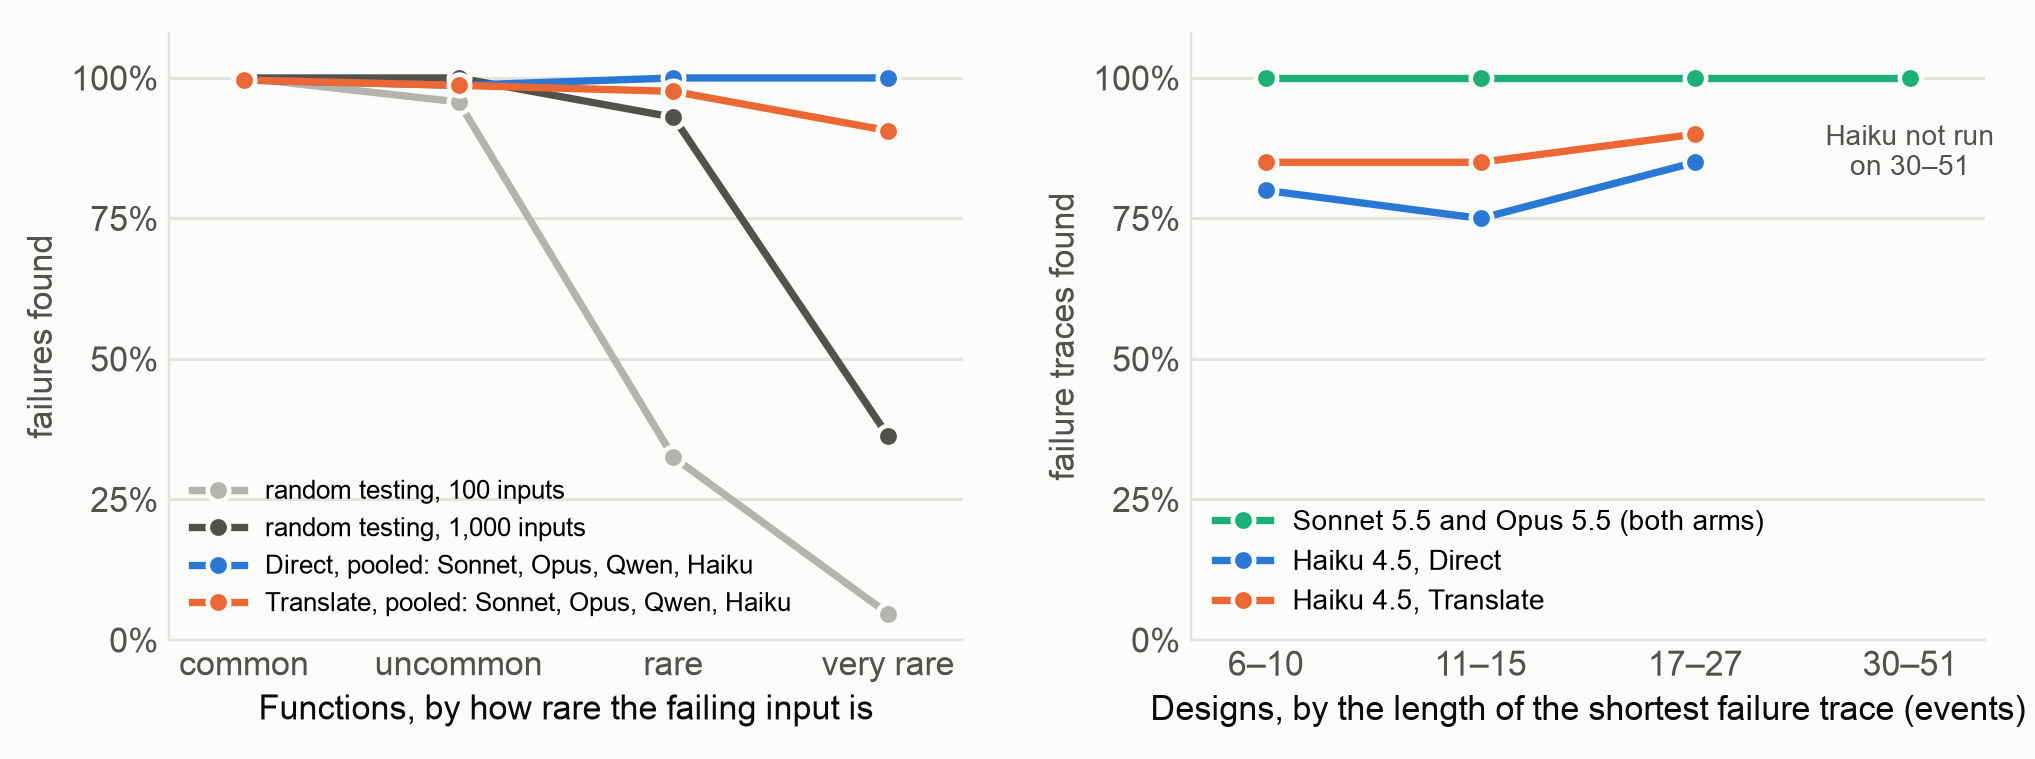 100%
75%
50%
25%
0%
failures found
random testing, 100 inputs
random testing, 1,000 inputs
Direct, pooled: Sonnet, Opus, Qwen, Haiku
Translate, pooled: Sonnet, Opus, Qwen, Haiku
common uncommon rare very rare
Functions, by how rare the failing input is
100%
75%
50%
25%
0%
failure traces found
Haiku not run
on 30–51
Sonnet 5.5 and Opus 5.5 (both arms)
Haiku 4.5, Direct
Haiku 4.5, Translate
6–10 11–15 17–27 30–51
Designs, by the length of the shortest failure trace (events)